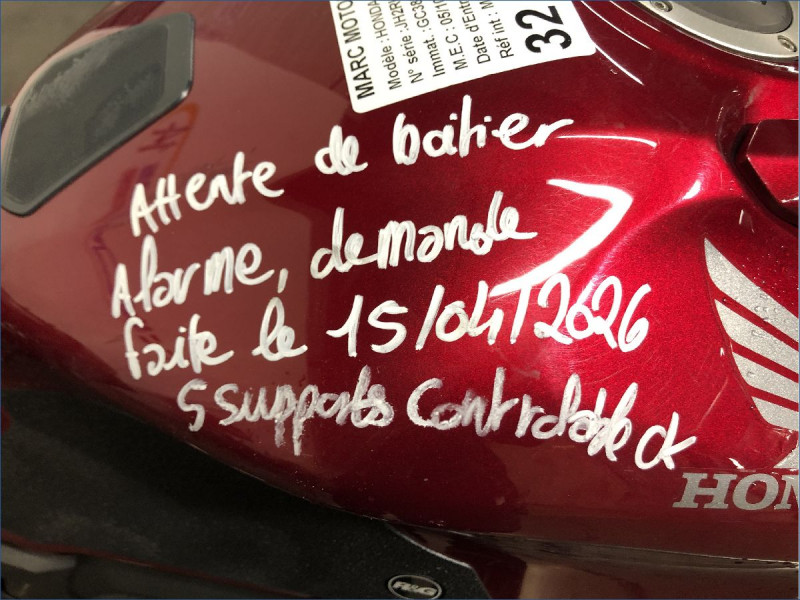 MARC MOTO
Modèle : HONDA
N° série : JH2R
Immat. : GC38
M.E.C : 05/1
Date d'Entr
Réf int : W
32
Attente de boitier
Alarme, demande
faite le 15/04/2026
5 supports Controlable ok
HON
R&G